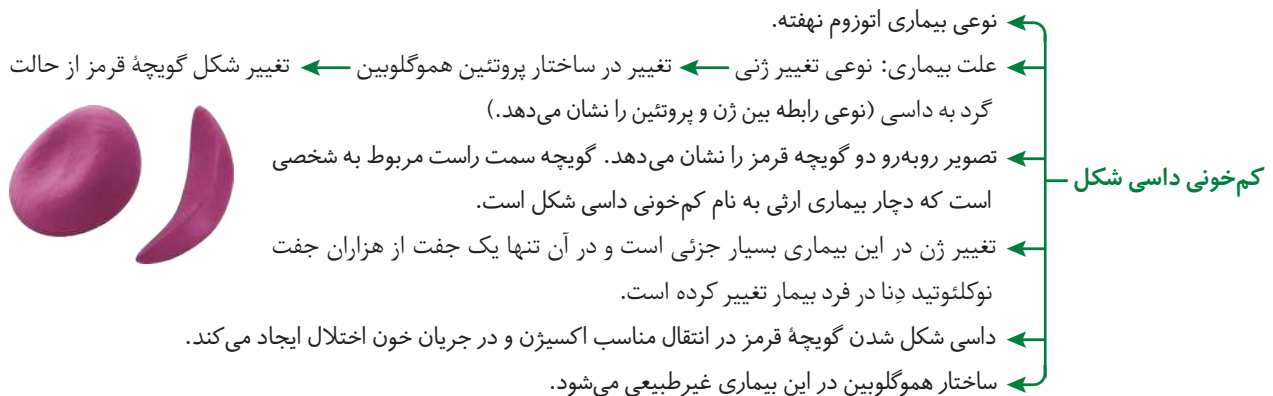 کم‌خونی داسی شکل
نوعی بیماری اتوزوم نهفته.
علت بیماری: نوعی تغییر ژنی ← تغییر در ساختار پروتئین هموگلوبین ← تغییر شکل گویچهٔ قرمز از حالت
گرد به داسی (نوعی رابطه بین ژن و پروتئین را نشان می‌دهد.)
تصویر روبه‌رو دو گویچه قرمز را نشان می‌دهد. گویچه سمت راست مربوط به شخصی
است که دچار بیماری ارثی به نام کم‌خونی داسی شکل است.
تغییر ژن در این بیماری بسیار جزئی است و در آن تنها یک جفت از هزاران جفت
نوکلئوتید دِنا در فرد بیمار تغییر کرده است.
داسی شکل شدن گویچهٔ قرمز در انتقال مناسب اکسیژن و در جریان خون اختلال ایجاد می‌کند.
ساختار هموگلوبین در این بیماری غیرطبیعی می‌شود.